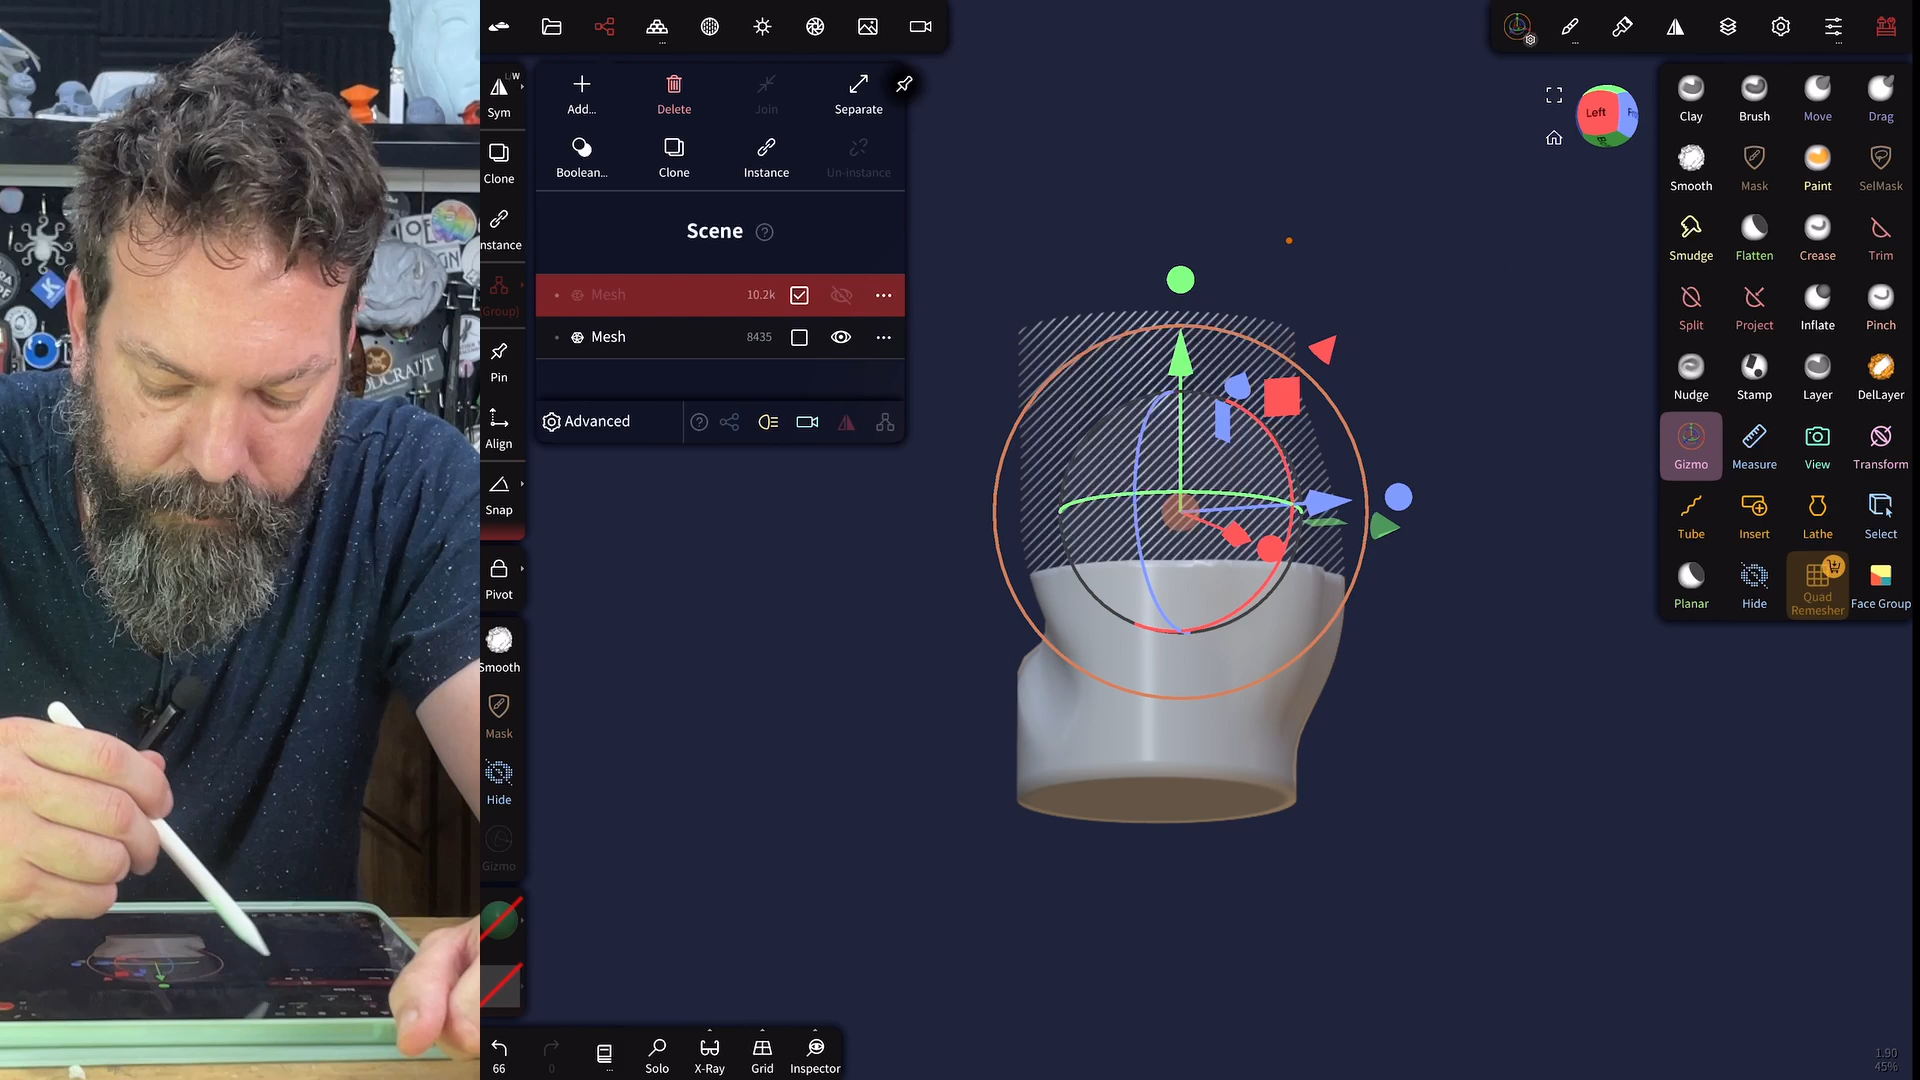 Sym
L/W
Clone
Instance
(Group)
Pin
Align
Snap
Pivot
Smooth
Mask
Hide
Gizmo
Add...
Delete
Join
Separate
Boolean...
Clone
Instance
Un-instance
Scene
Mesh 10.2k
Mesh 8435
Advanced
Left
Clay Brush Move Drag
Smooth Mask Paint SelMask
Smudge Flatten Crease Trim
Split Project Inflate Pinch
Nudge Stamp Layer DelLayer
Gizmo Measure View Transform
Tube Insert Lathe Select
Planar Hide Quad Remesher Face Group
66
0
Solo
X-Ray
Grid
Inspector
1.90
45%